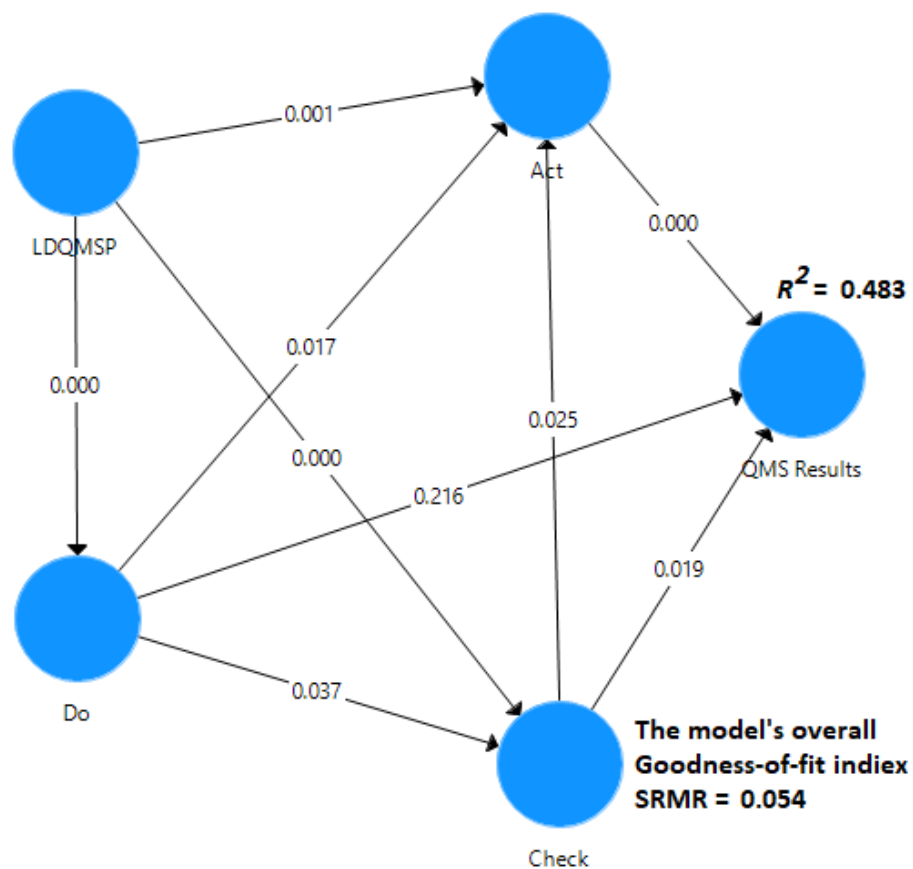 0.001
Act
LDQMSP
0.000
R² = 0.483
0.017
0.000
0.025
0.000
QMS Results
0.216
0.019
0.037
Do
The model's overall
Goodness-of-fit indiex
SRMR = 0.054
Check